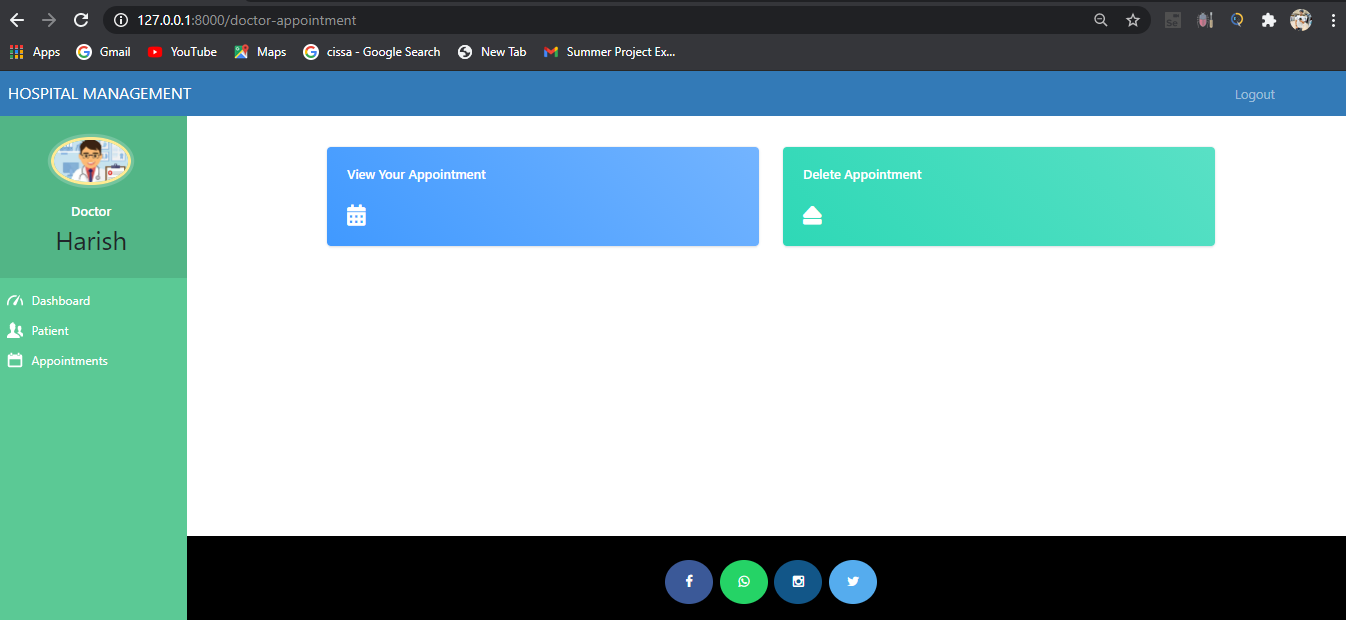 127.0.0.1:8000/doctor-appointment
Apps Gmail YouTube Maps cissa - Google Search New Tab Summer Project Ex...
HOSPITAL MANAGEMENT Logout
Doctor
Harish
Dashboard
Patient
Appointments
View Your Appointment
Delete Appointment